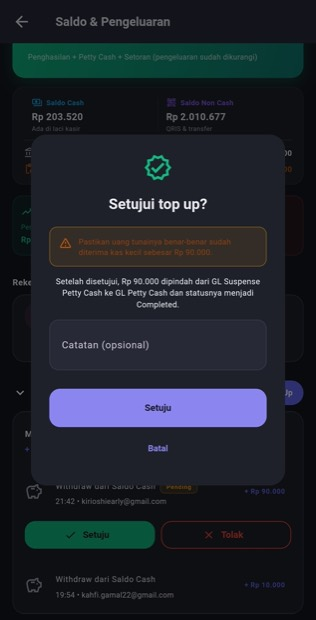 Saldo & Pengeluaran
Penghasilan + Petty Cash + Setoran (pengeluaran sudah dikurangi)
Saldo Cash
Saldo Non Cash
Rp 203.520
Rp 2.010.677
Ada di laci kasir
QRIS & transfer
Setujui top up?
Pastikan uang tunainya benar-benar sudah
diterima kas kecil sebesar Rp 90.000.
Setelah disetujui, Rp 90.000 dipindah dari GL Suspense
Petty Cash ke GL Petty Cash dan statusnya menjadi
Completed.
Catatan (opsional)
Setuju
Batal
Withdraw dari Saldo Cash
Pending
+ Rp 90.000
21:42 • kirioshiearly@gmail.com
Setuju
Tolak
Withdraw dari Saldo Cash
+ Rp 10.000
19:54 • kahfi.gamal22@gmail.com